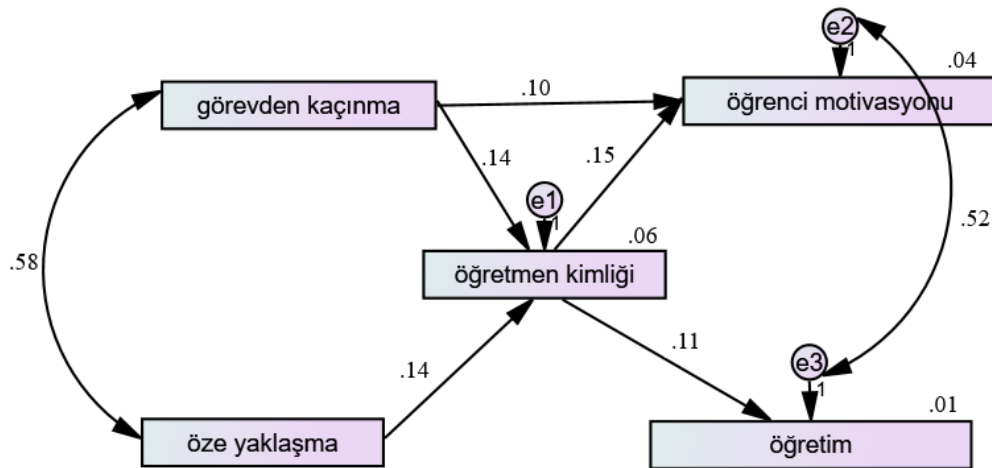 e2
1
.04
görevden kaçınma
.10
öğrenci motivasyonu
.14
.15
e1
1
.06
.52
.58
öğretmen kimliği
.11
.14
e3
1
.01
öze yaklaşma
öğretim